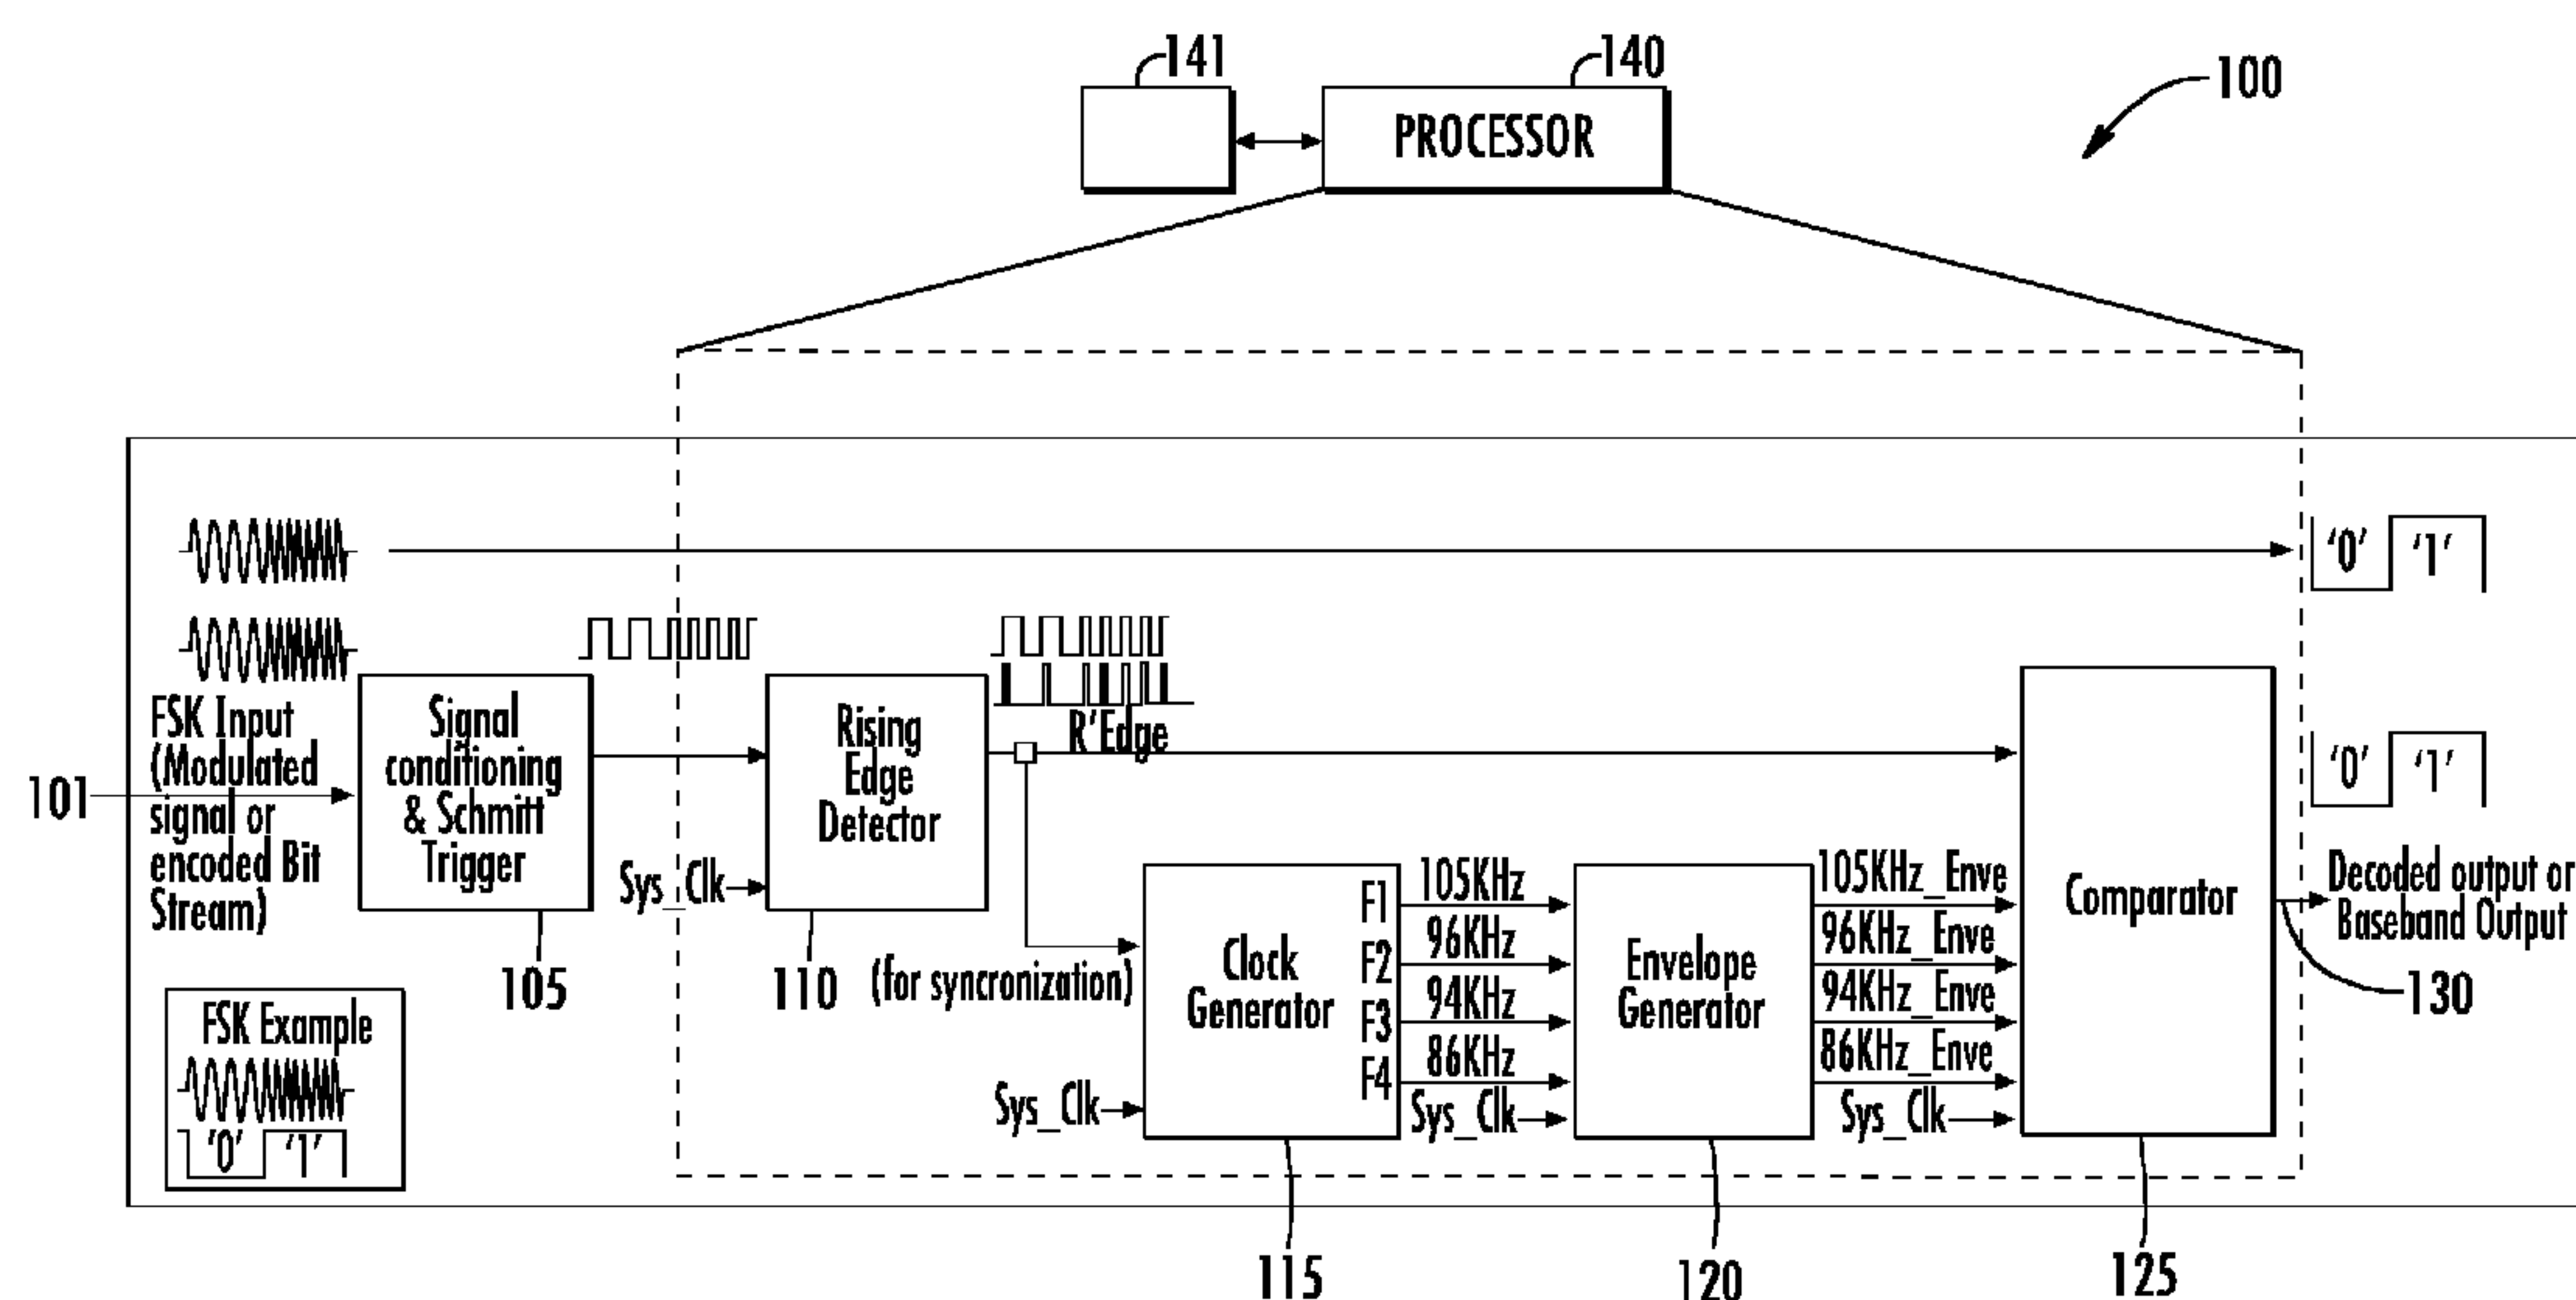 141
140
100
PROCESSOR
'0' '1'
FSK Input
(Modulated
signal or
encoded Bit
Stream)
101
Signal
conditioning
& Schmitt
Trigger
105
Sys_Clk
Rising
Edge
Detector
110
R'Edge
(for syncronization)
Sys_Clk
Clock
Generator
F1
F2
F3
F4
115
105KHz
96KHz
94KHz
86KHz
Sys_Clk
Envelope
Generator
120
105KHz_Enve
96KHz_Enve
94KHz_Enve
86KHz_Enve
Sys_Clk
Comparator
125
'0' '1'
Decoded output or
Baseband Output
130
FSK Example
'0' '1'